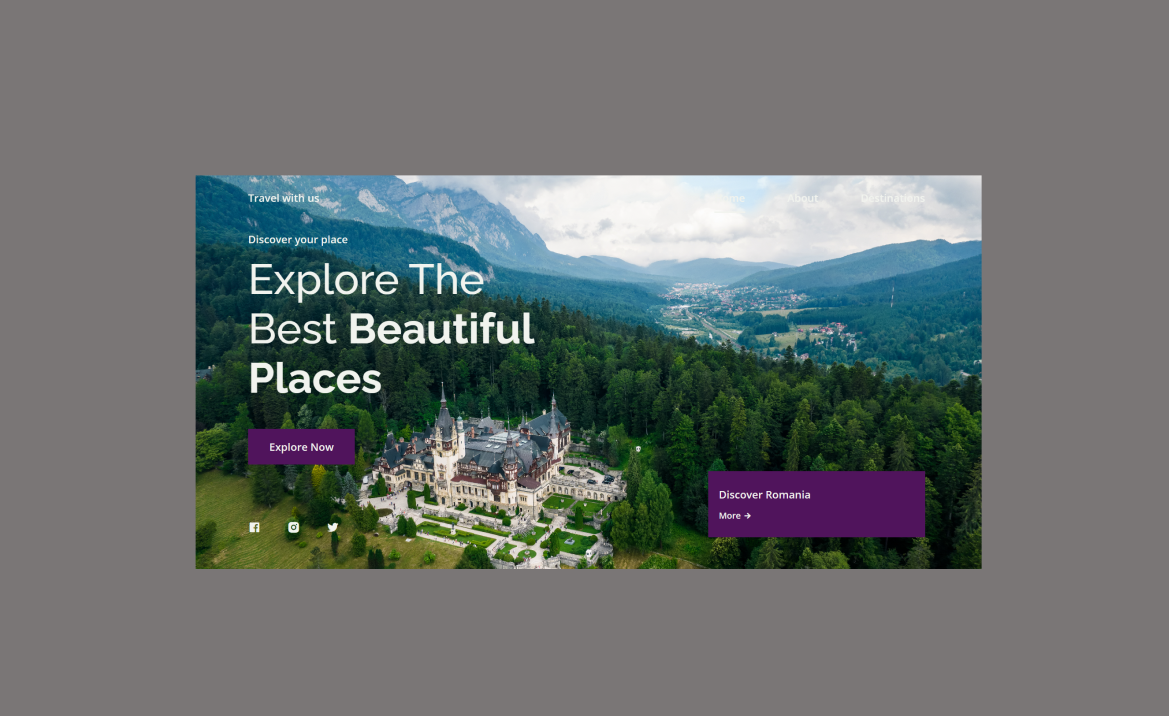 Travel with us
Home About Destinations
Discover your place
Explore The
Best Beautiful
Places
Explore Now
Discover Romania
More →